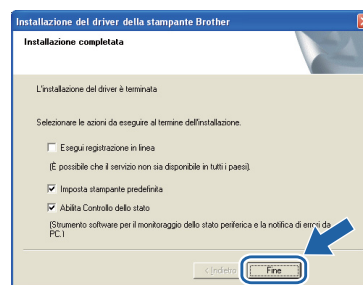 Installazione del driver della stampante Brother
Installazione completata
L'installazione del driver è terminata
Selezionare le azioni da eseguire al termine dell'installazione.
Esegui registrazione in linea
(È possibile che il servizio non sia disponibile in tutti i paesi).
Imposta stampante predefinita
Abilita Controllo dello stato
(Strumento software per il monitoraggio dello stato periferica e la notifica di errori da
PC.)
< Indietro
Fine